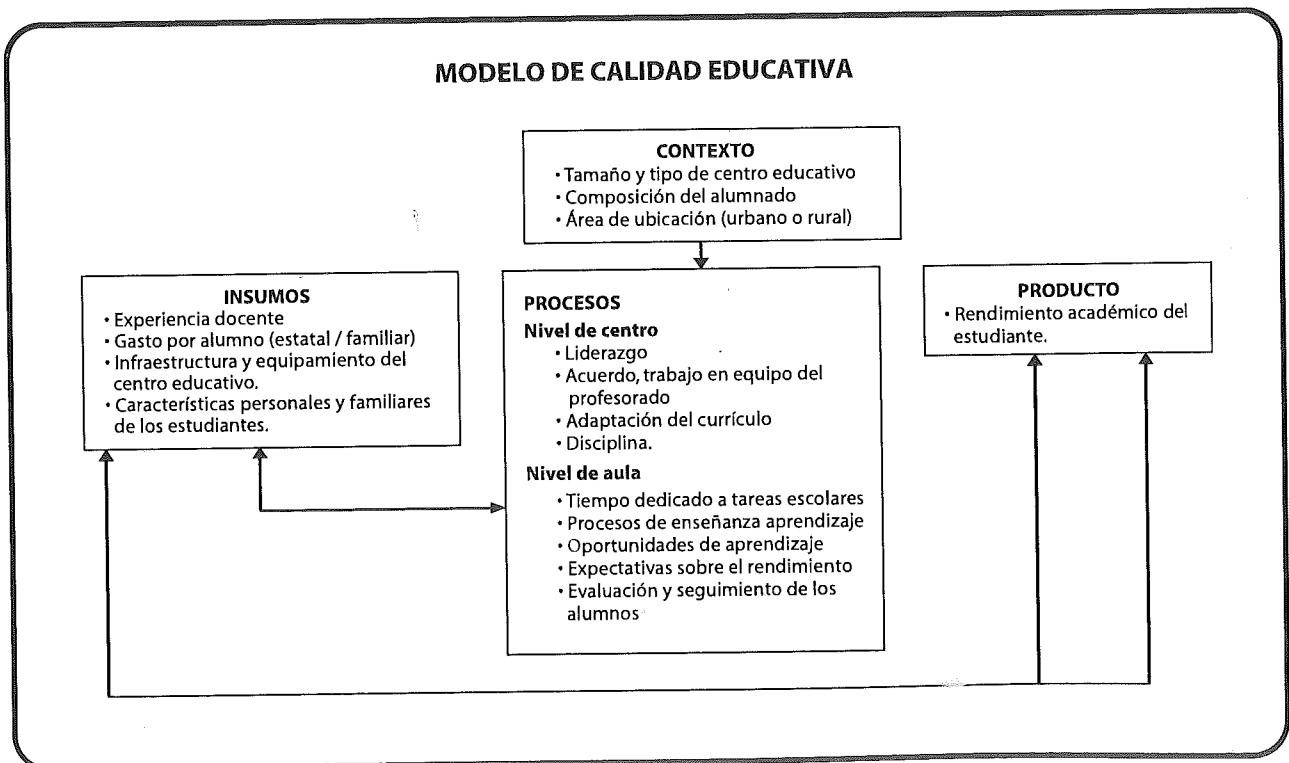 MODELO DE CALIDAD EDUCATIVA
CONTEXTO
• Tamaño y tipo de centro educativo
• Composición del alumnado
• Área de ubicación (urbano o rural)
INSUMOS
• Experiencia docente
• Gasto por alumno (estatal / familiar)
• Infraestructura y equipamiento del
centro educativo.
• Características personales y familiares
de los estudiantes.
PROCESOS
Nivel de centro
• Liderazgo
• Acuerdo, trabajo en equipo del
profesorado
• Adaptación del currículo
• Disciplina.
Nivel de aula
• Tiempo dedicado a tareas escolares
• Procesos de enseñanza aprendizaje
• Oportunidades de aprendizaje
• Expectativas sobre el rendimiento
• Evaluación y seguimiento de los
alumnos
PRODUCTO
• Rendimiento académico del
estudiante.